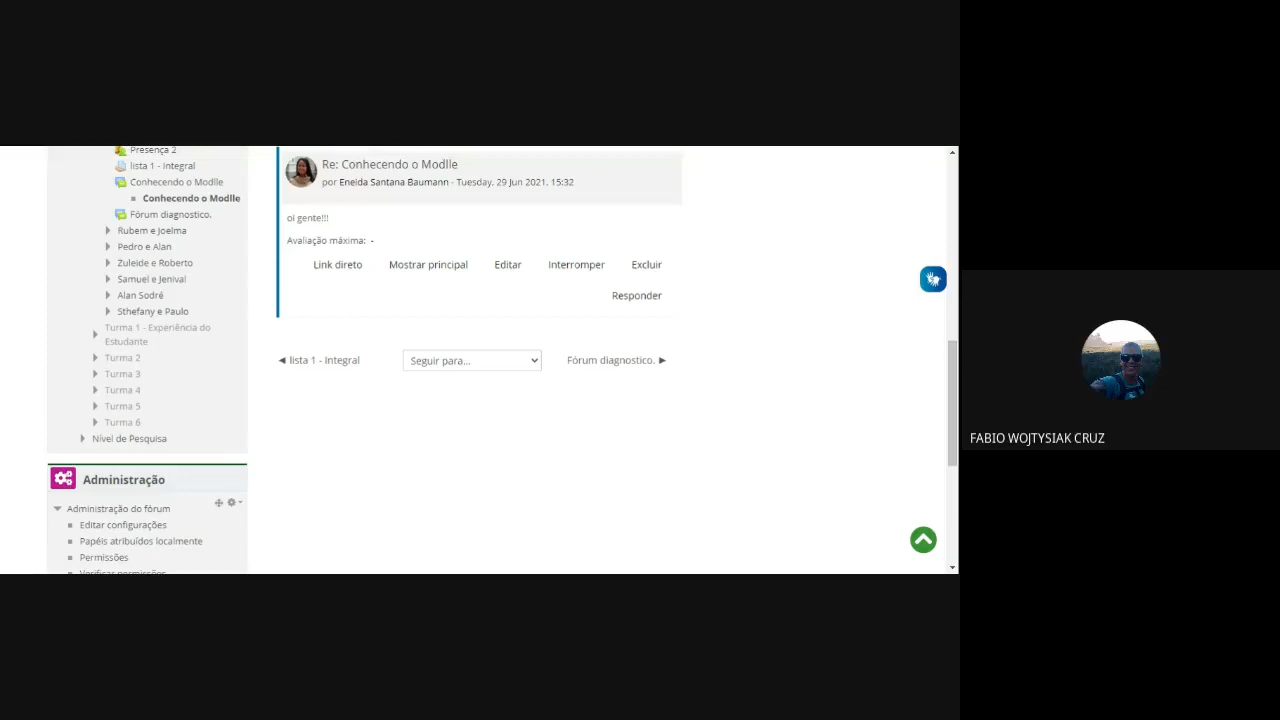 Presença 2
lista 1 - Integral
Conhecendo o Modlle
Conhecendo o Modlle
Fórum diagnostico.
Rubem e Joelma
Pedro e Alan
Zuleide e Roberto
Samuel e Jenival
Alan Sodré
Sthefany e Paulo
Turma 1 - Experiência do
Estudante
Turma 2
Turma 3
Turma 4
Turma 5
Turma 6
Nível de Pesquisa
Administração
Administração do fórum
Editar configurações
Papéis atribuídos localmente
Permissões
Verificar permissões
Re: Conhecendo o Modlle
por Eneida Santana Baumann - Tuesday, 29 Jun 2021, 15:32
oi gente!!!
Avaliação máxima: -
Link direto Mostrar principal Editar Interromper Excluir
Responder
◄ lista 1 - Integral Seguir para... Fórum diagnostico. ►
FABIO WOJTYSIAK CRUZ